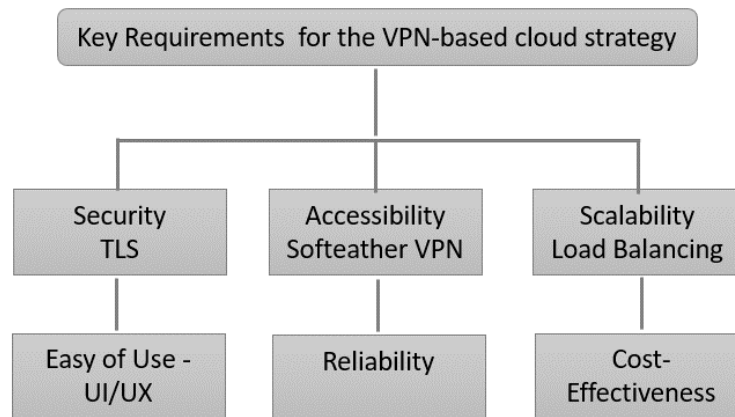 Key Requirements for the VPN-based cloud strategy
Security
TLS
Accessibility
Softeather VPN
Scalability
Load Balancing
Easy of Use -
UI/UX
Reliability
Cost-
Effectiveness